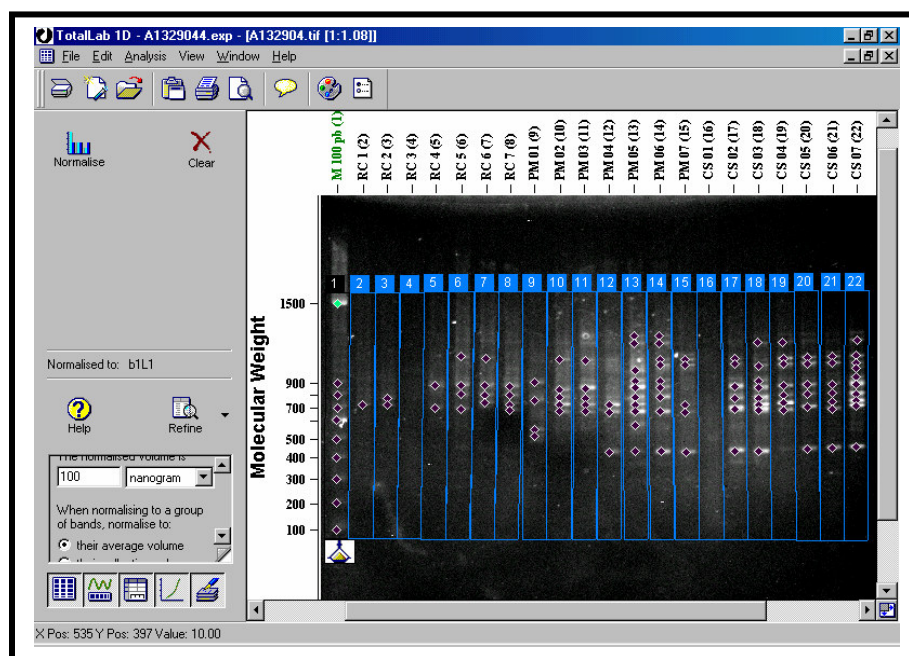 TotalLab 1D - A1329044.exp - [A132904.tif [1:1.08]]
File Edit Analysis View Window Help
Normalise
Clear
M 100 pb (1)
RC 1 (2)
RC 2 (3)
RC 3 (4)
RC 4 (5)
RC 5 (6)
RC 6 (7)
RC 7 (8)
PM 01 (9)
PM 02 (10)
PM 03 (11)
PM 04 (12)
PM 05 (13)
PM 06 (14)
PM 07 (15)
CS 01 (16)
CS 02 (17)
CS 03 (18)
CS 04 (19)
CS 05 (20)
CS 06 (21)
CS 07 (22)
1 2 3 4 5 6 7 8 9 10 11 12 13 14 15 16 17 18 19 20 21 22
Molecular Weight
1500
900
700
500
400
300
200
100
Normalised to: b1L1
Help
Refine
The normalised volume is
100 nanogram
When normalising to a group
of bands, normalise to:
their average volume
X Pos: 535 Y Pos: 397 Value: 10.00